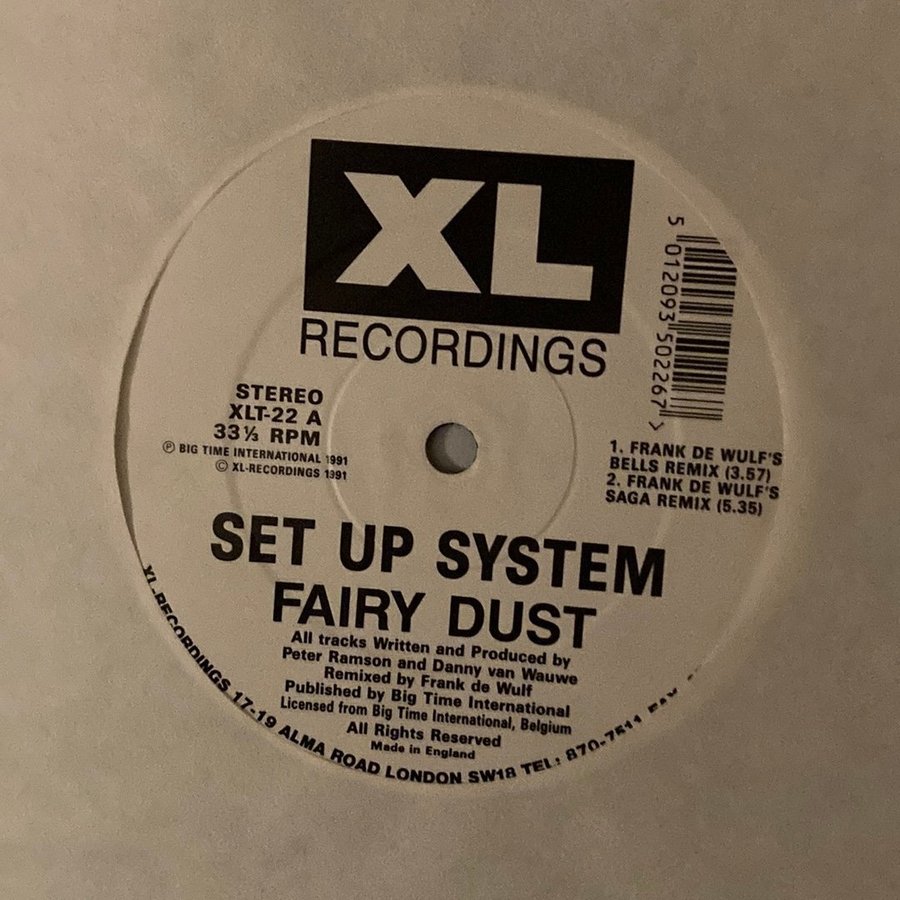 XL
RECORDINGS
5 012093 502267 >
STEREO
XLT-22 A
33⅓ RPM
Ⓟ BIG TIME INTERNATIONAL 1991
© XL-RECORDINGS 1991
1. FRANK DE WULF'S
BELLS REMIX (3.57)
2. FRANK DE WULF'S
SAGA REMIX (5.35)
SET UP SYSTEM
FAIRY DUST
All tracks Written and Produced by
Peter Ramson and Danny van Wauwe
Remixed by Frank de Wulf
Published by Big Time International
Licensed from Big Time International, Belgium
All Rights Reserved
Made in England
XL-RECORDINGS 17-19 ALMA ROAD LONDON SW18 TEL: 870-7511 FAX